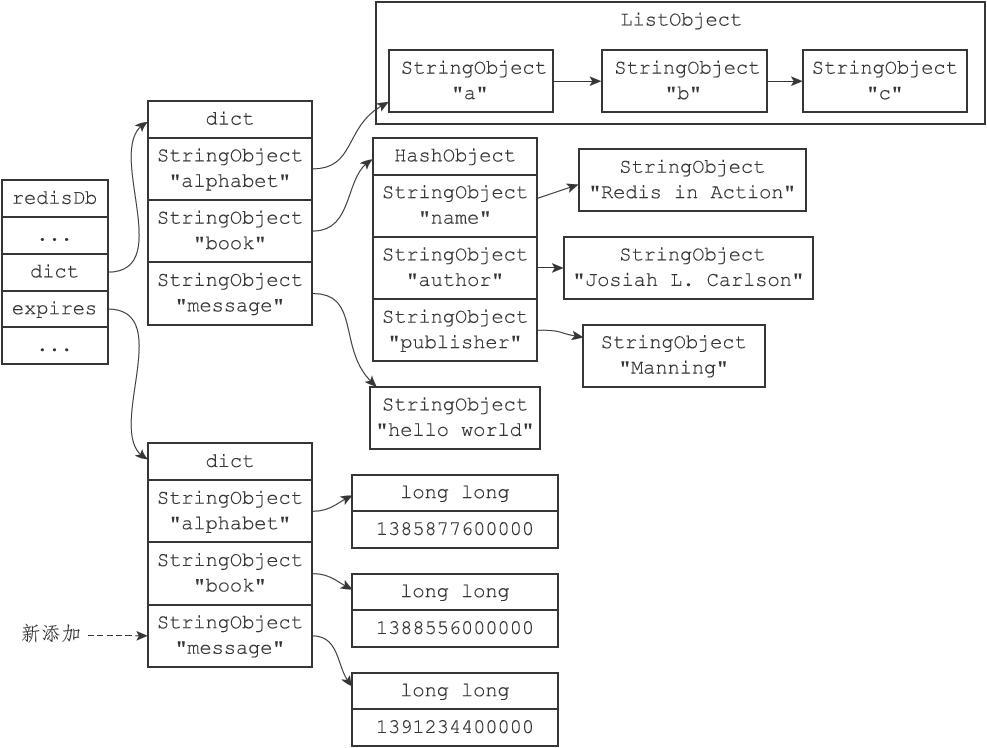 redisDb
...
dict
expires
...
dict
StringObject
"alphabet"
StringObject
"book"
StringObject
"message"
ListObject
StringObject
"a"
StringObject
"b"
StringObject
"c"
HashObject
StringObject
"name"
StringObject
"author"
StringObject
"publisher"
StringObject
"Redis in Action"
StringObject
"Josiah L. Carlson"
StringObject
"Manning"
StringObject
"hello world"
dict
StringObject
"alphabet"
StringObject
"book"
新添加
StringObject
"message"
long long
1385877600000
long long
1388556000000
long long
1391234400000